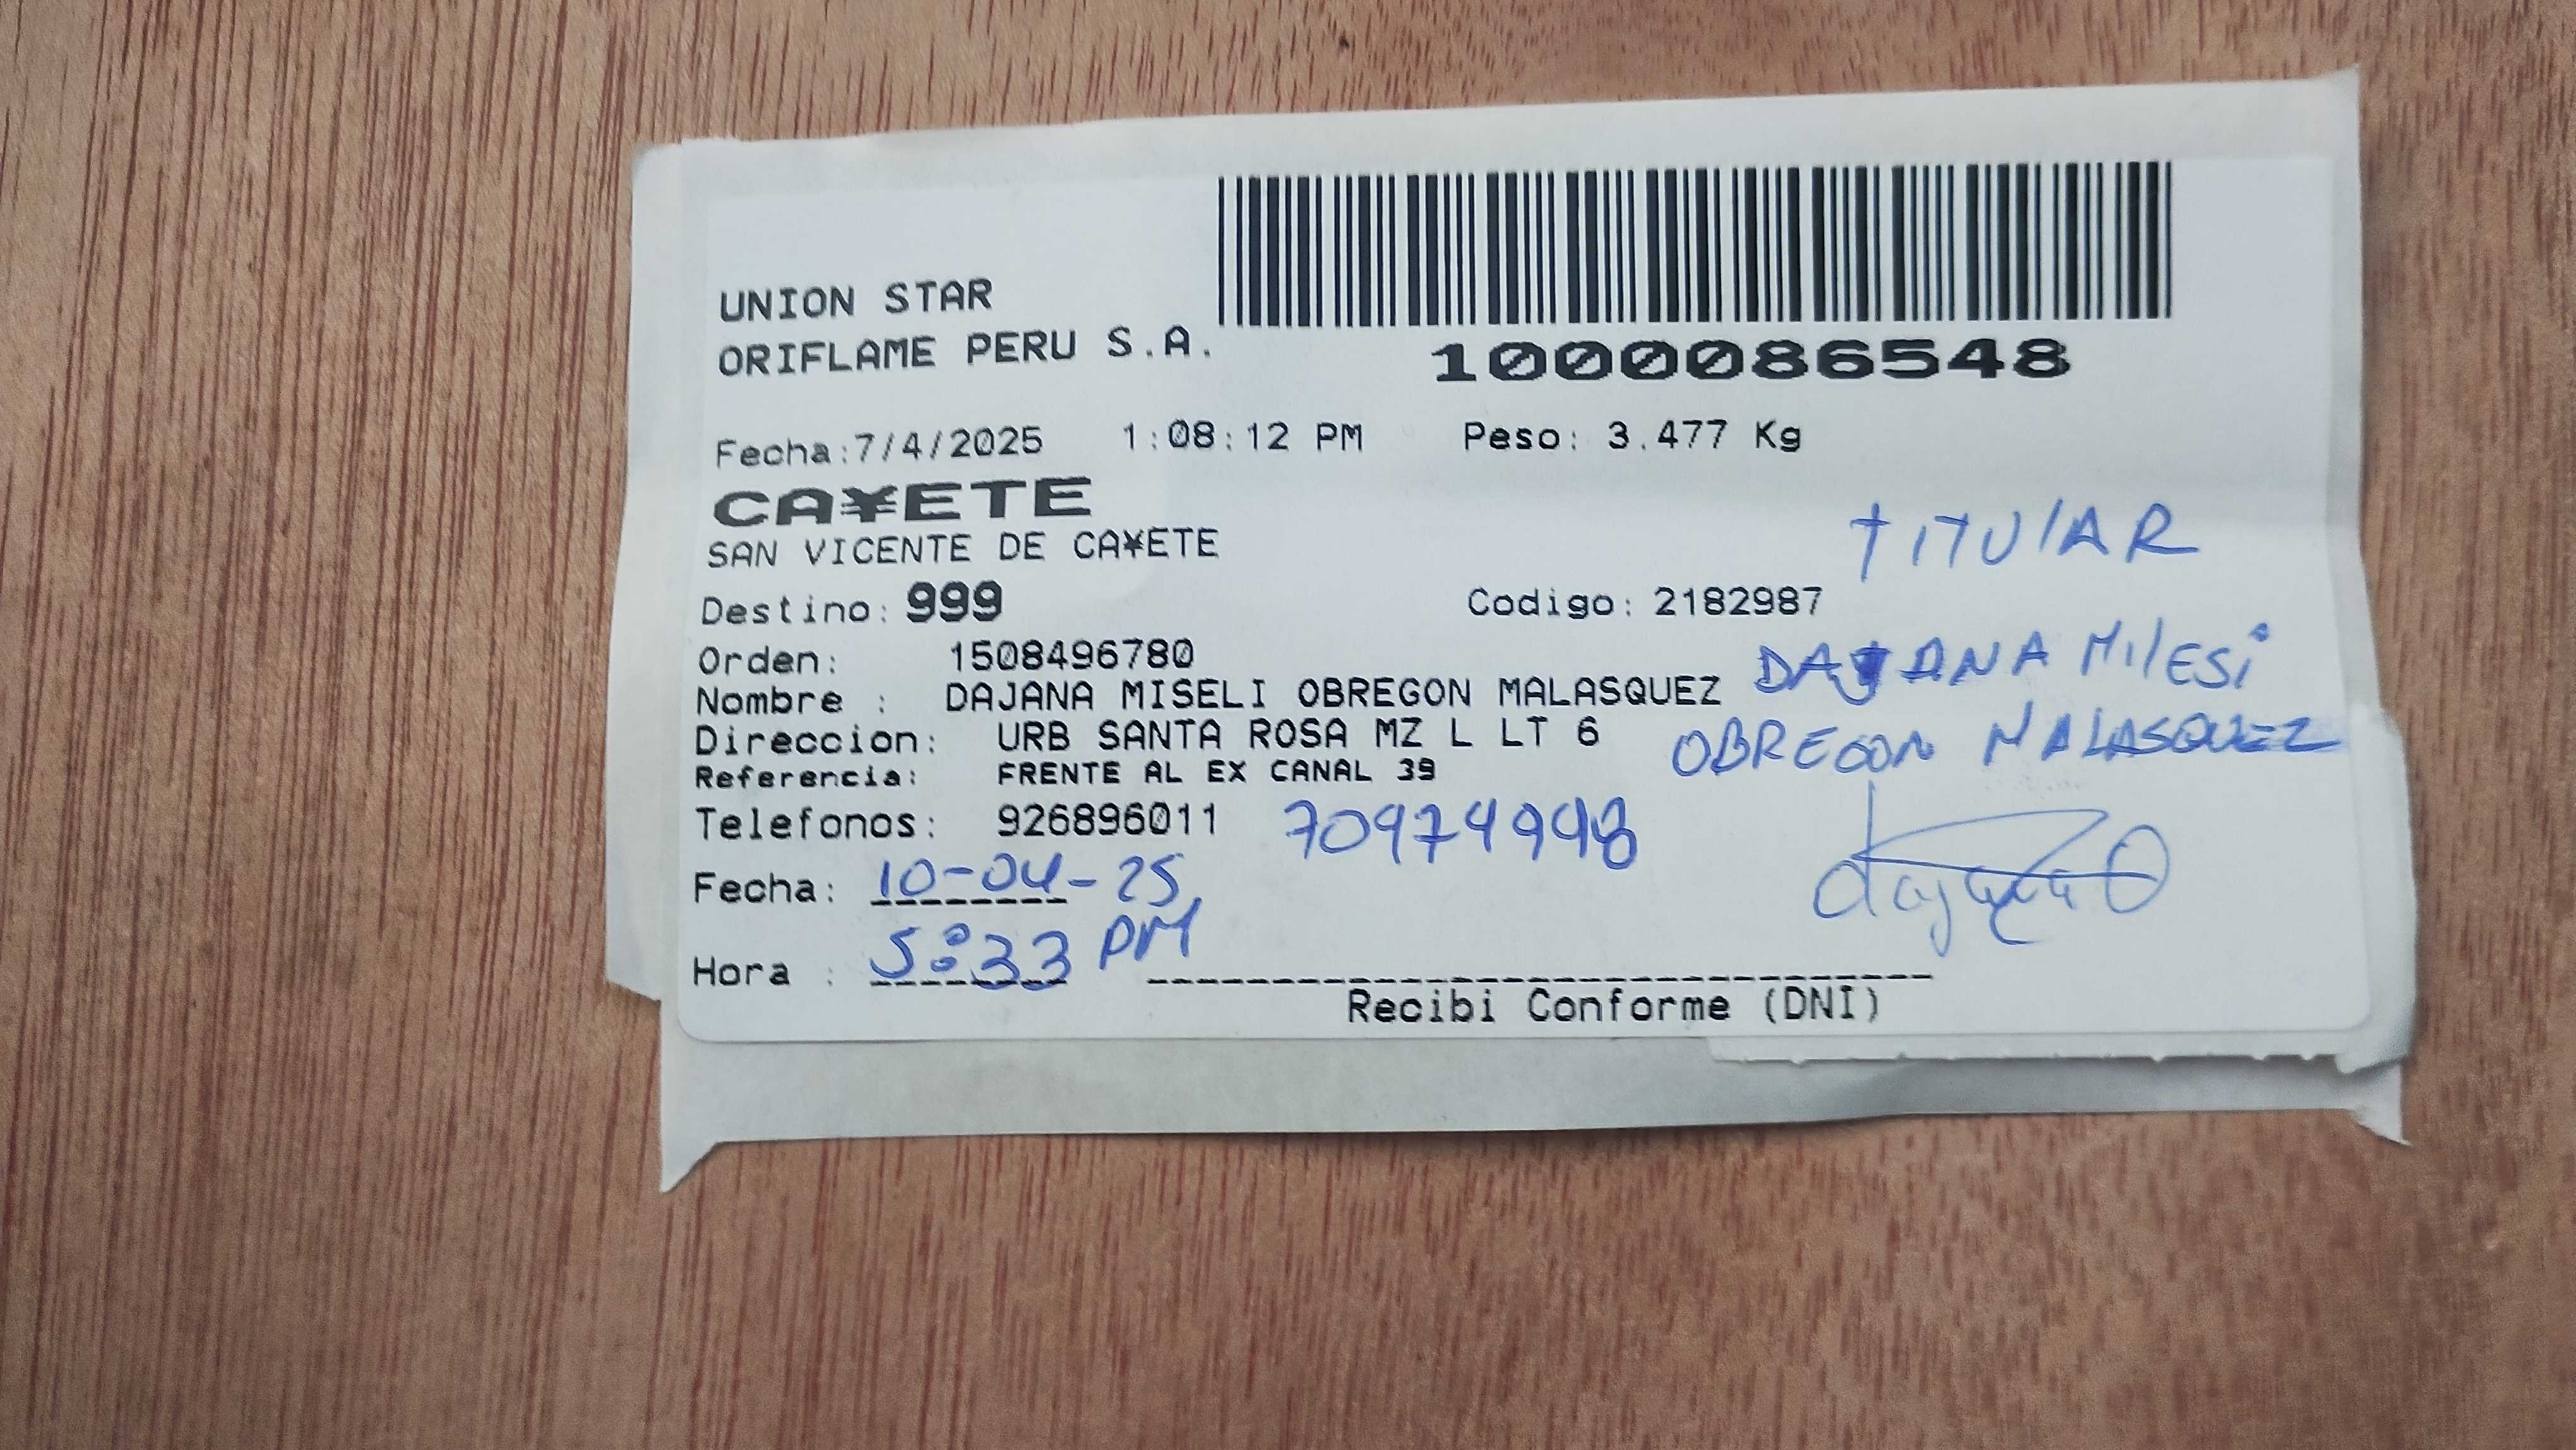 UNION STAR
ORIFLAME PERU S.A.
1000086548
Fecha:7/4/2025 1:08:12 PM Peso: 3.477 Kg
CA¥ETE
SAN VICENTE DE CA¥ETE
TITULAR
Destino: 999 Codigo: 2182987
Orden: 1508496780
Nombre : DAJANA MISELI OBREGON MALASQUEZ
DAJANA MILESI
Direccion: URB SANTA ROSA MZ L LT 6
OBREGON MALASQUEZ
Referencia: FRENTE AL EX CANAL 39
Telefonos: 926896011 70974998
Fecha: 10-04-25
Hora : 5:33 PM
Recibi Conforme (DNI)